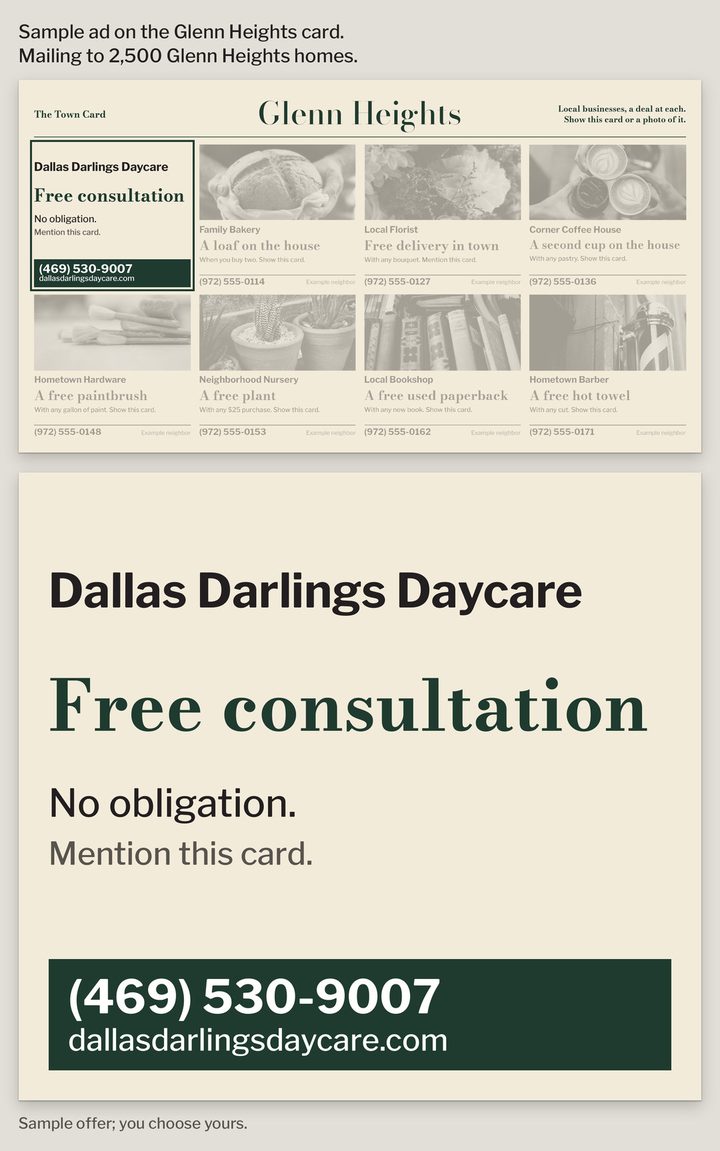 Sample ad on the Glenn Heights card.
Mailing to 2,500 Glenn Heights homes.
The Town Card
Glenn Heights
Local businesses, a deal at each.
Show this card or a photo of it.
Dallas Darlings Daycare
Free consultation
No obligation.
Mention this card.
(469) 530-9007
dallasdarlingsdaycare.com
Family Bakery
A loaf on the house
When you buy two. Show this card.
(972) 555-0114
Example neighbor
Local Florist
Free delivery in town
With any bouquet. Mention this card.
(972) 555-0127
Example neighbor
Corner Coffee House
A second cup on the house
With any pastry. Show this card.
(972) 555-0136
Example neighbor
Hometown Hardware
A free paintbrush
With any gallon of paint. Show this card.
(972) 555-0148
Example neighbor
Neighborhood Nursery
A free plant
With any $25 purchase. Show this card.
(972) 555-0153
Example neighbor
Local Bookshop
A free used paperback
With any new book. Show this card.
(972) 555-0162
Example neighbor
Hometown Barber
A free hot towel
With any cut. Show this card.
(972) 555-0171
Example neighbor
Dallas Darlings Daycare
Free consultation
No obligation.
Mention this card.
(469) 530-9007
dallasdarlingsdaycare.com
Sample offer; you choose yours.